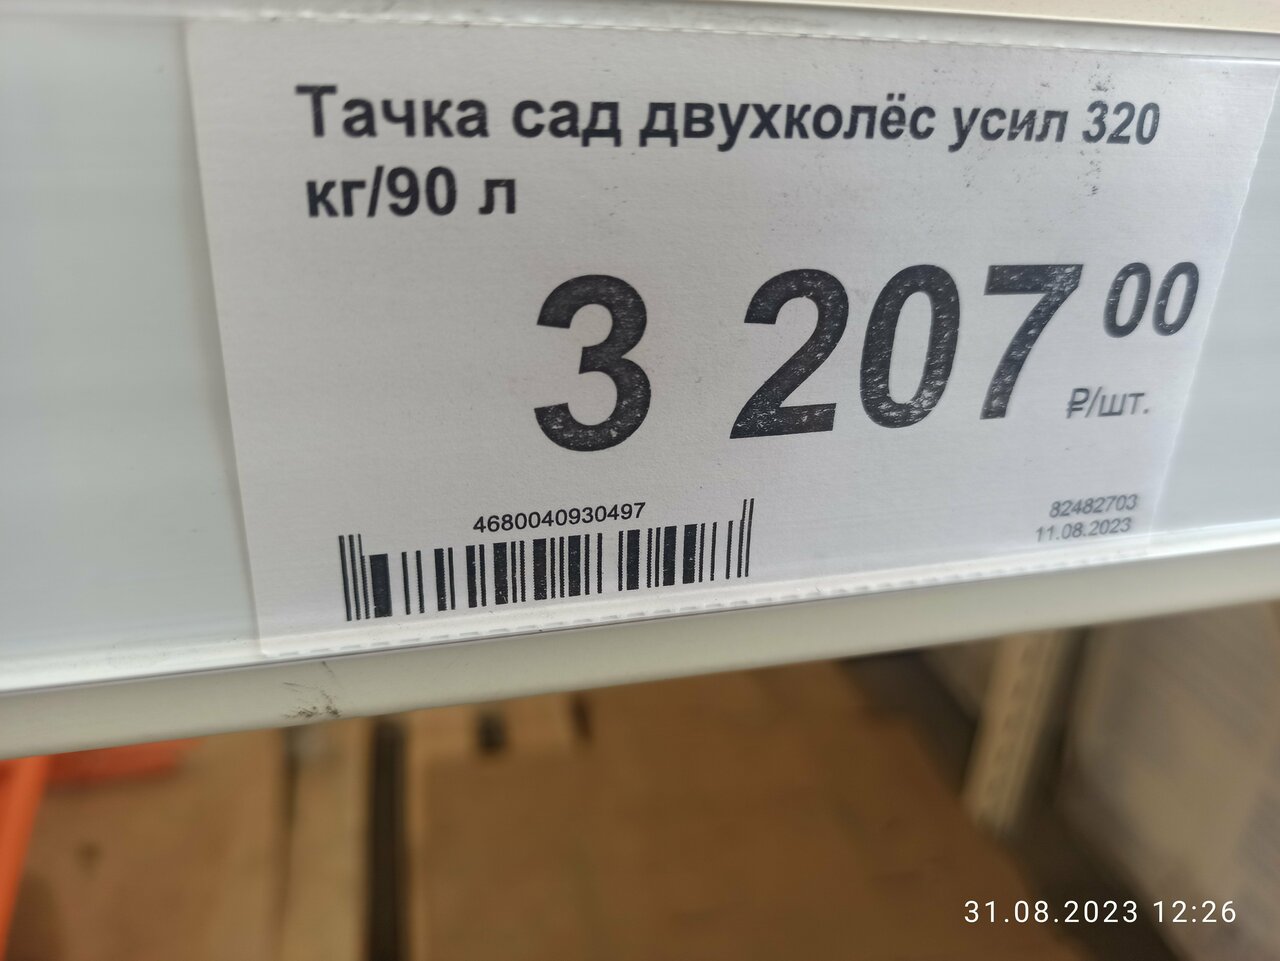 Тачка сад двухколёс усил 320
кг/90 л
3 207 00
₽/шт.
4680040930497
82482703
11.08.2023
31.08.2023 12:26